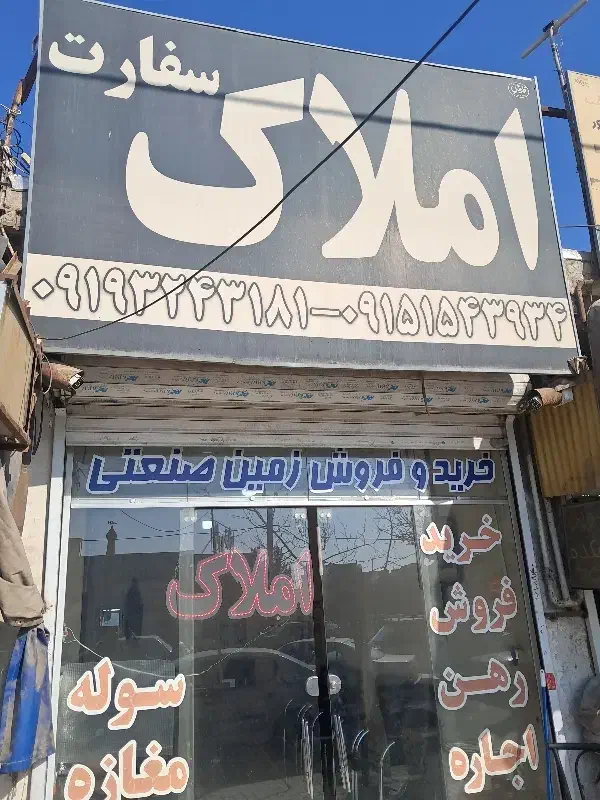 املاک سفارت
۰۹۱۹۳۲۴۳۱۸۱-۰۹۱۵۱۵۴۳۹۳۴
خرید و فروش زمین صنعتی
املاک
خرید
فروش
رهن
اجاره
سوله
مغازه